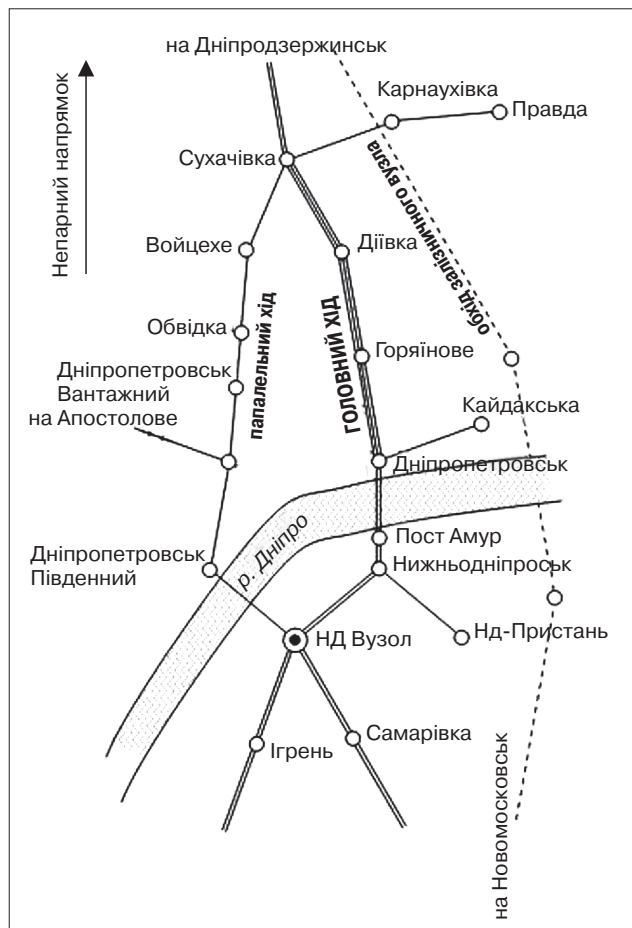 на Дніпродзержинськ
Непарний напрямок
Карнаухівка
Правда
Сухачівка
обхід залізничного вузла
Войцехе
Діївка
Обвідка
папалельний хід
ГОЛОВНИЙ ХІД
Горяїнове
Дніпропетровськ
Вантажний
на Апостолове
Кайдакська
Дніпропетровськ
р. Дніпро
Пост Амур
Дніпропетровськ
Південний
Нижньодніпроськ
НД Вузол
Нд-Пристань
Ігрень
Самарівка
на Новомосковськ